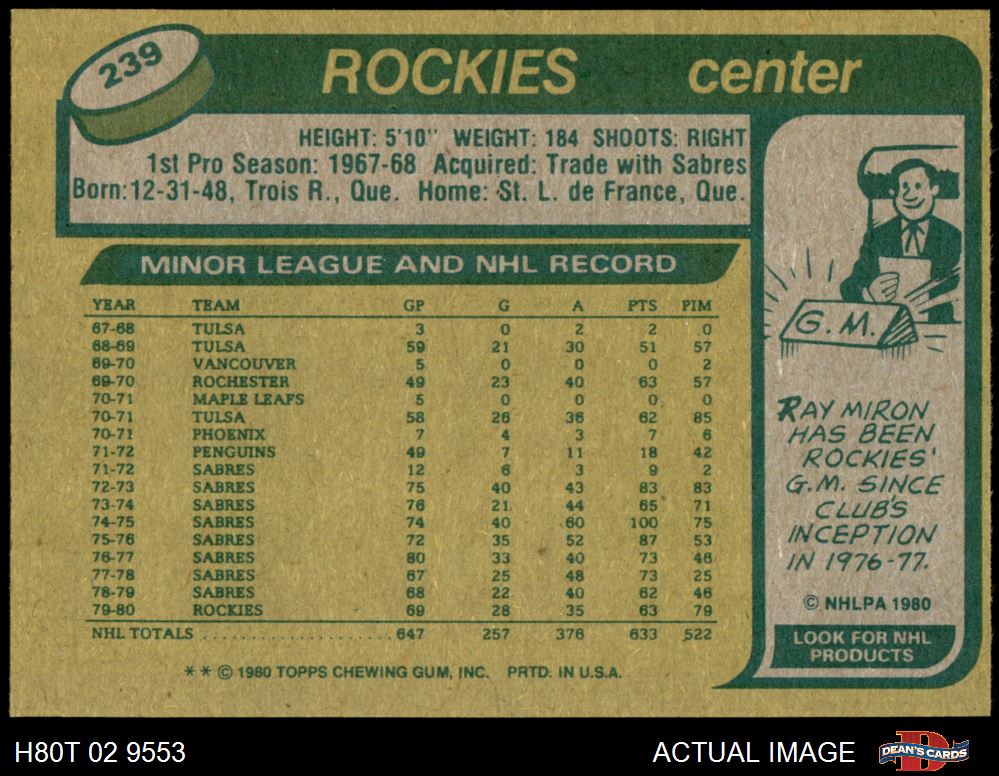 239
ROCKIES center
HEIGHT: 5'10" WEIGHT: 184 SHOOTS: RIGHT
1st Pro Season: 1967-68 Acquired: Trade with Sabres
Born:12-31-48, Trois R., Que. Home: St. L. de France, Que.
MINOR LEAGUE AND NHL RECORD
YEAR TEAM GP G A PTS PIM
67-68 TULSA 3 0 2 2 0
68-69 TULSA 59 21 30 51 57
69-70 VANCOUVER 5 0 0 0 2
69-70 ROCHESTER 49 23 40 63 57
70-71 MAPLE LEAFS 5 0 0 0 0
70-71 TULSA 58 26 36 62 85
70-71 PHOENIX 7 4 3 7 6
71-72 PENGUINS 49 7 11 18 42
71-72 SABRES 12 6 3 9 2
72-73 SABRES 75 40 43 83 83
73-74 SABRES 76 21 44 65 71
74-75 SABRES 74 40 60 100 75
75-76 SABRES 72 35 52 87 53
76-77 SABRES 80 33 40 73 46
77-78 SABRES 67 25 48 73 25
78-79 SABRES 68 22 40 62 46
79-80 ROCKIES 69 28 35 63 79
NHL TOTALS ........................ 647 257 376 633 522
* * © 1980 TOPPS CHEWING GUM, INC. PRTD. IN U.S.A.
G.M.
RAY MIRON
HAS BEEN
ROCKIES'
G.M. SINCE
CLUB'S
INCEPTION
IN 1976-77.
© NHLPA 1980
LOOK FOR NHL
PRODUCTS
H80T 02 9553 ACTUAL IMAGE
D
DEAN'S CARDS